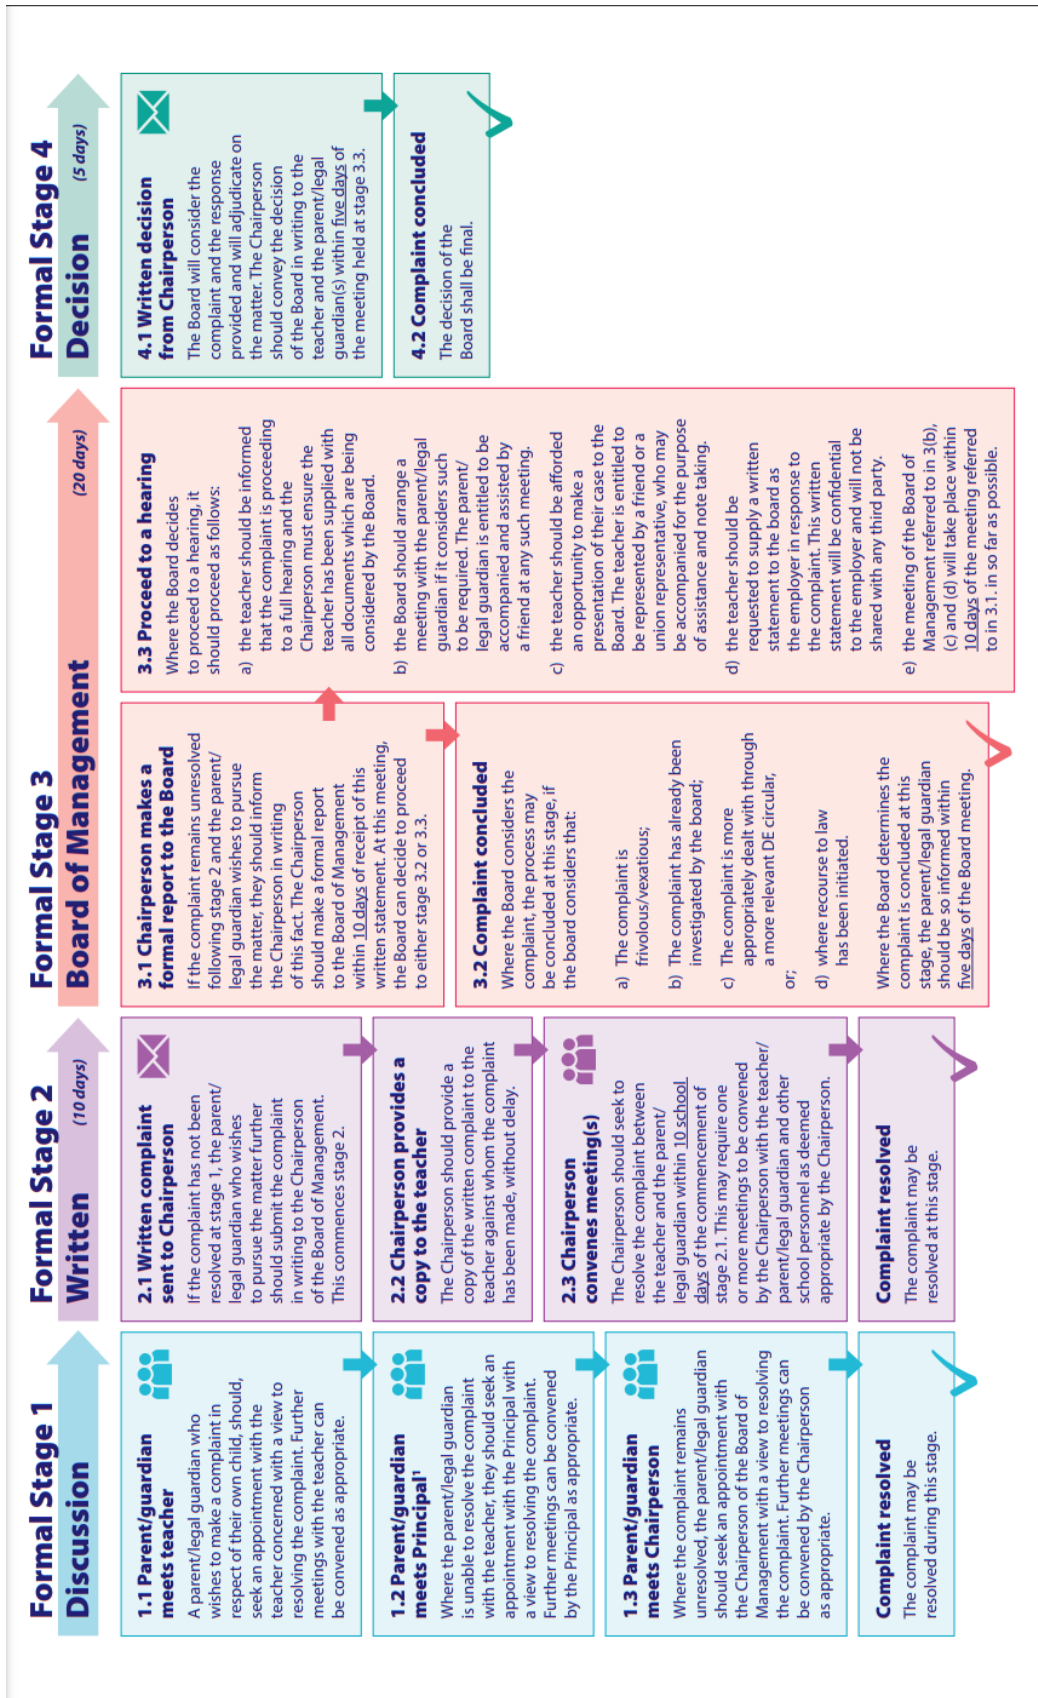 Formal Stage 1
Discussion
1.1 Parent/guardian
meets teacher
A parent/legal guardian who
wishes to make a complaint in
respect of their own child, should,
seek an appointment with the
teacher concerned with a view to
resolving the complaint. Further
meetings with the teacher can
be convened as appropriate.
1.2 Parent/guardian
meets Principal¹
Where the parent/legal guardian
is unable to resolve the complaint
with the teacher, they should seek an
appointment with the Principal with
a view to resolving the complaint.
Further meetings can be convened
by the Principal as appropriate.
1.3 Parent/guardian
meets Chairperson
Where the complaint remains
unresolved, the parent/legal guardian
should seek an appointment with
the Chairperson of the Board of
Management with a view to resolving
the complaint. Further meetings can
be convened by the Chairperson
as appropriate.
Complaint resolved
The complaint may be
resolved during this stage.
Formal Stage 2
Written (10 days)
2.1 Written complaint
sent to Chairperson
If the complaint has not been
resolved at stage 1, the parent/
legal guardian who wishes
to pursue the matter further
should submit the complaint
in writing to the Chairperson
of the Board of Management.
This commences stage 2.
2.2 Chairperson provides a
copy to the teacher
The Chairperson should provide a
copy of the written complaint to the
teacher against whom the complaint
has been made, without delay.
2.3 Chairperson
convenes meeting(s)
The Chairperson should seek to
resolve the complaint between
the teacher and the parent/
legal guardian within 10 school
days of the commencement of
stage 2.1. This may require one
or more meetings to be convened
by the Chairperson with the teacher/
parent/legal guardian and other
school personnel as deemed
appropriate by the Chairperson.
Complaint resolved
The complaint may be
resolved at this stage.
Formal Stage 3
Board of Management (20 days)
3.1 Chairperson makes a
formal report to the Board
If the complaint remains unresolved
following stage 2 and the parent/
legal guardian wishes to pursue
the matter, they should inform
the Chairperson in writing
of this fact. The Chairperson
should make a formal report
to the Board of Management
within 10 days of receipt of this
written statement. At this meeting,
the Board can decide to proceed
to either stage 3.2 or 3.3.
3.2 Complaint concluded
Where the Board considers the
complaint, the process may
be concluded at this stage, if
the board considers that:
a) The complaint is
frivolous/vexatious;
b) The complaint has already been
investigated by the board;
c) The complaint is more
appropriately dealt with through
a more relevant DE circular,
or;
d) where recourse to law
has been initiated.
Where the Board determines the
complaint is concluded at this
stage, the parent/legal guardian
should be so informed within
five days of the Board meeting.
3.3 Proceed to a hearing
Where the Board decides
to proceed to a hearing, it
should proceed as follows:
a) the teacher should be informed
that the complaint is proceeding
to a full hearing and the
Chairperson must ensure the
teacher has been supplied with
all documents which are being
considered by the Board.
b) the Board should arrange a
meeting with the parent/legal
guardian if it considers such
to be required. The parent/
legal guardian is entitled to be
accompanied and assisted by
a friend at any such meeting.
c) the teacher should be afforded
an opportunity to make a
presentation of their case to the
Board. The teacher is entitled to
be represented by a friend or a
union representative, who may
be accompanied for the purpose
of assistance and note taking.
d) the teacher should be
requested to supply a written
statement to the board as
the employer in response to
the complaint. This written
statement will be confidential
to the employer and will not be
shared with any third party.
e) the meeting of the Board of
Management referred to in 3(b),
(c) and (d) will take place within
10 days of the meeting referred
to in 3.1. in so far as possible.
Formal Stage 4
Decision (5 days)
4.1 Written decision
from Chairperson
The Board will consider the
complaint and the response
provided and will adjudicate on
the matter. The Chairperson
should convey the decision
of the Board in writing to the
teacher and the parent/legal
guardian(s) within five days of
the meeting held at stage 3.3.
4.2 Complaint concluded
The decision of the
Board shall be final.